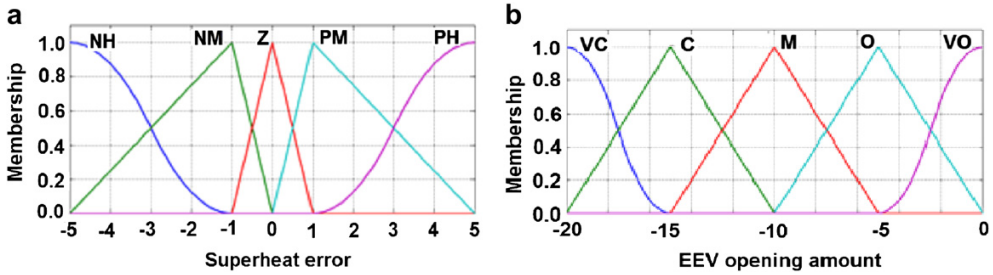 a
NH NM Z PM PH
1.0
0.8
0.6
0.4
0.2
0.0
Membership
-5 -4 -3 -2 -1 0 1 2 3 4 5
Superheat error
b
VC C M O VO
1.0
0.8
0.6
0.4
0.2
0.0
Membership
-20 -15 -10 -5 0
EEV opening amount